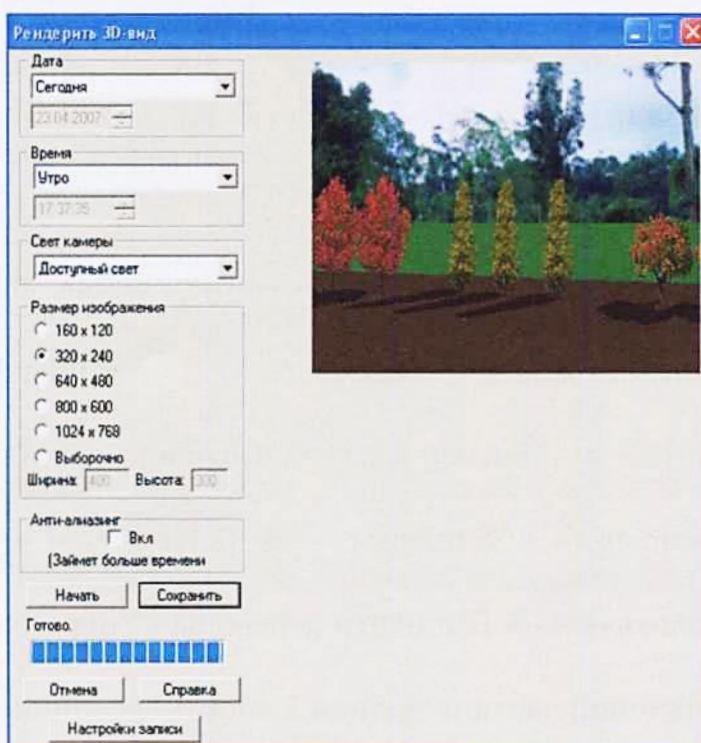 Рендерить 3D-вид
Дата
Сегодня
23.04.2007
Время
Утро
17:37:35
Свет камеры
Доступный свет
Размер изображения
160 x 120
320 x 240
640 x 480
800 x 600
1024 x 768
Выборочно
Ширина: 400 Высота: 300
Анти-алиазинг
Вкл
(Займет больше времени
Начать Сохранить
Готово.
Отмена Справка
Настройки записи